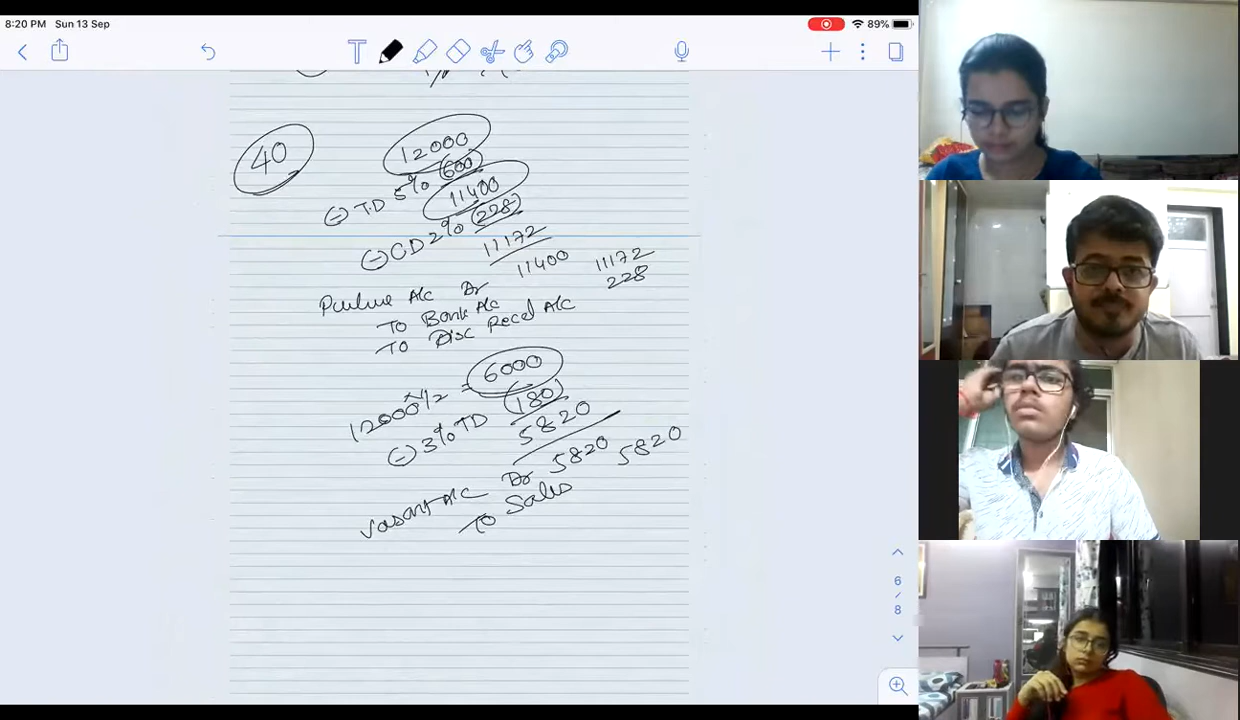 8:20 PM Sun 13 Sep
89%
T
40
12000
(-) T.D 5% (600)
11400
(-) CD 2% (228)
11172
Purchase A/c Dr 11400
To Bank A/c 11172
To Disc Recd A/c 228
12000 1/2 = 6000
(-) 3% TD (180)
5820
Vasant A/c Dr 5820
To Sales 5820
6
8